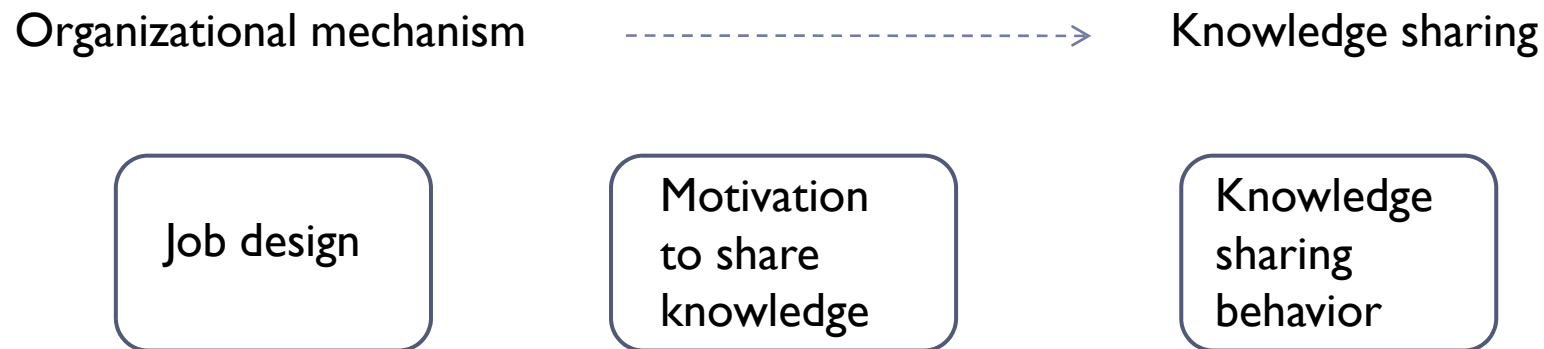 Organizational mechanism
Knowledge sharing
Job design
Motivation
to share
knowledge
Knowledge
sharing
behavior